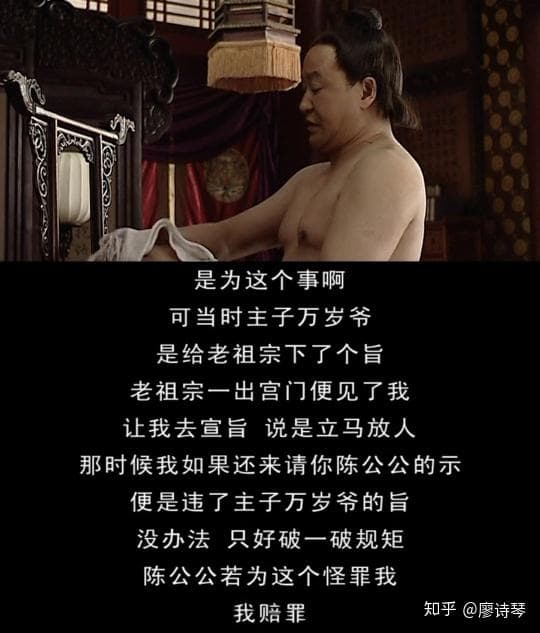 是为这个事啊
可当时主子万岁爷
是给老祖宗下了个旨
老祖宗一出宫门便见了我
让我去宣旨 说是立马放人
那时候我如果还来请你陈公公的示
便是违了主子万岁爷的旨
没办法 只好破一破规矩
陈公公若为这个怪罪我
我赔罪
知乎 @廖诗琴